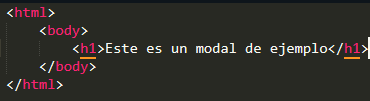 <html>
<body>
<h1>Este es un modal de ejemplo</h1>
</body>
</html>